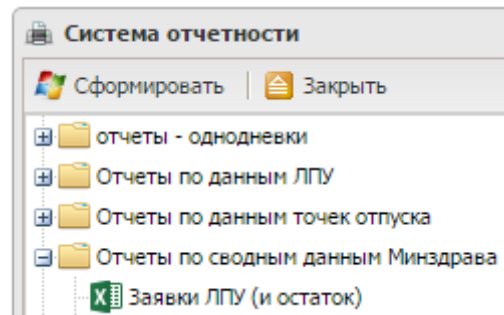 Система отчетности
Сформировать Закрыть
отчеты - однодневки
Отчеты по данным ЛПУ
Отчеты по данным точек отпуска
Отчеты по сводным данным Минздрава
Заявки ЛПУ (и остаток)